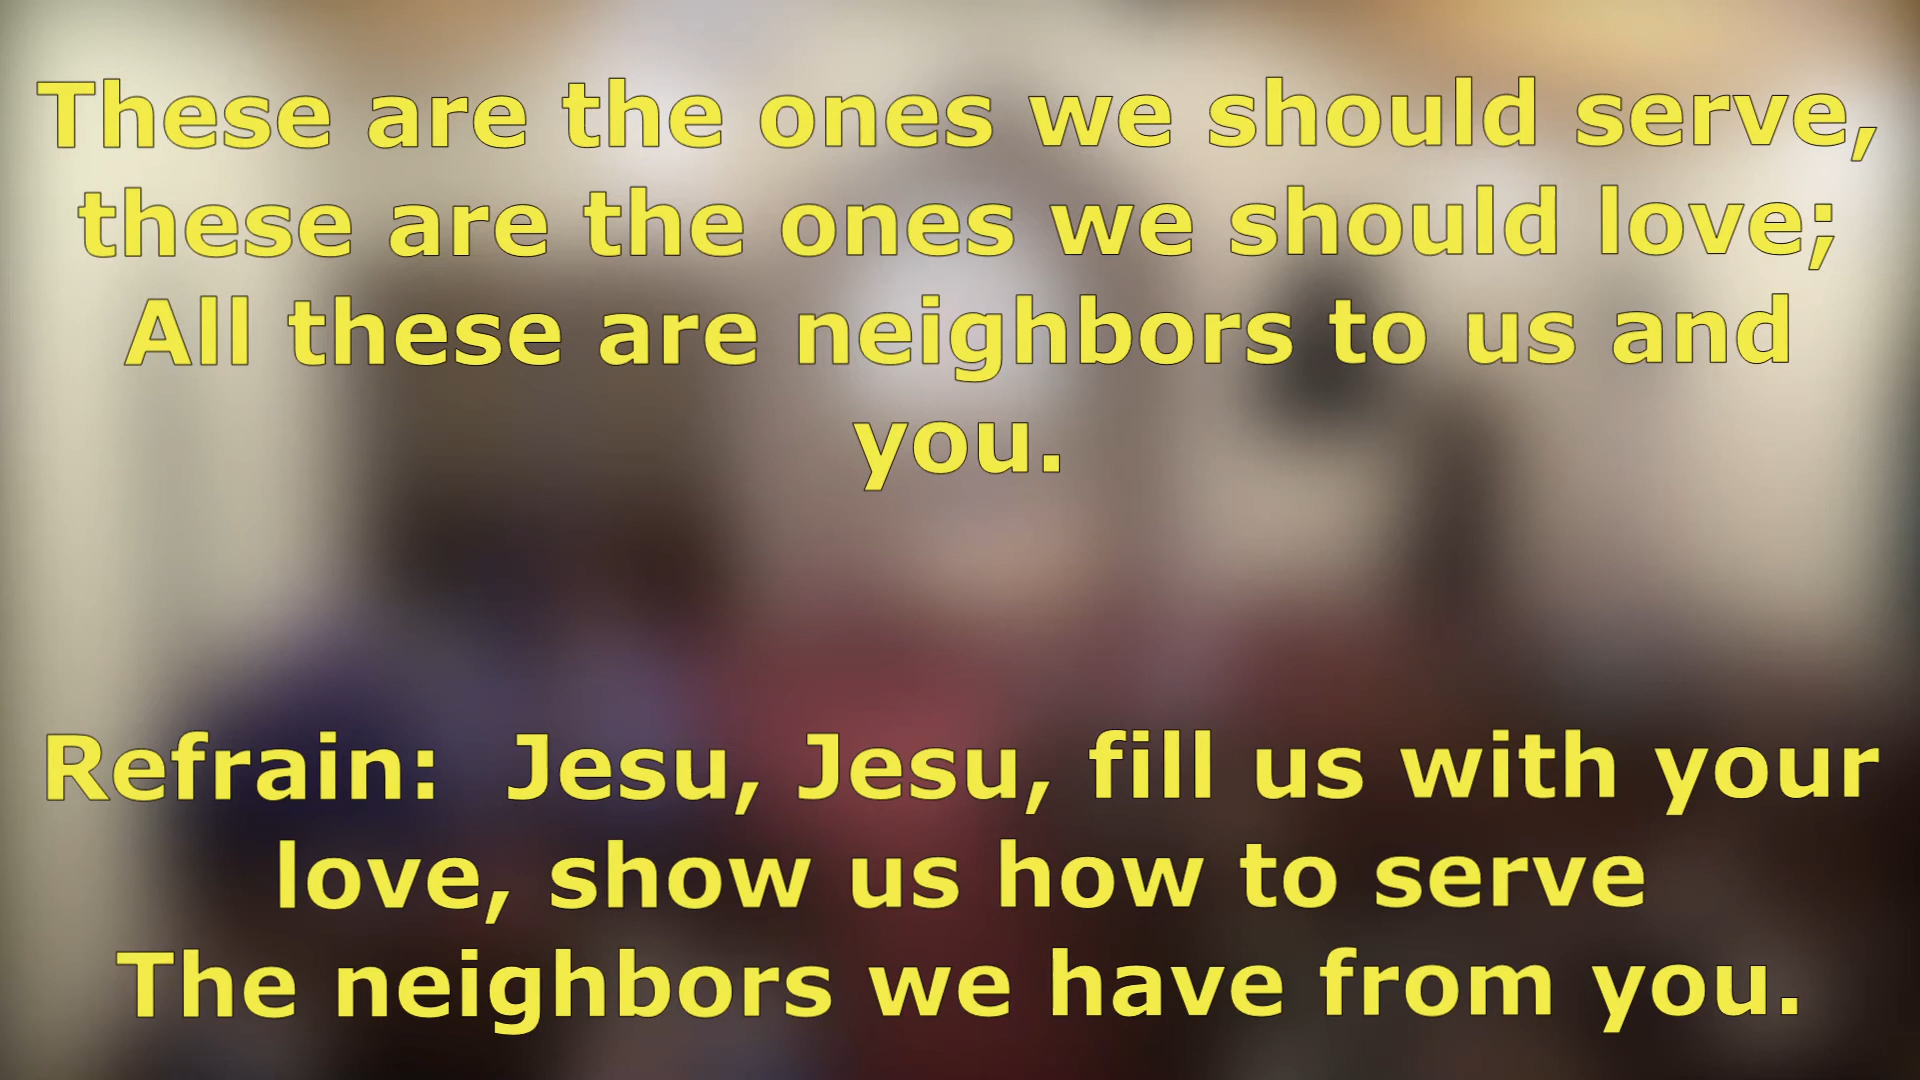 These are the ones we should serve,
these are the ones we should love;
All these are neighbors to us and
you.
Refrain:  Jesu, Jesu, fill us with your
love, show us how to serve
The neighbors we have from you.